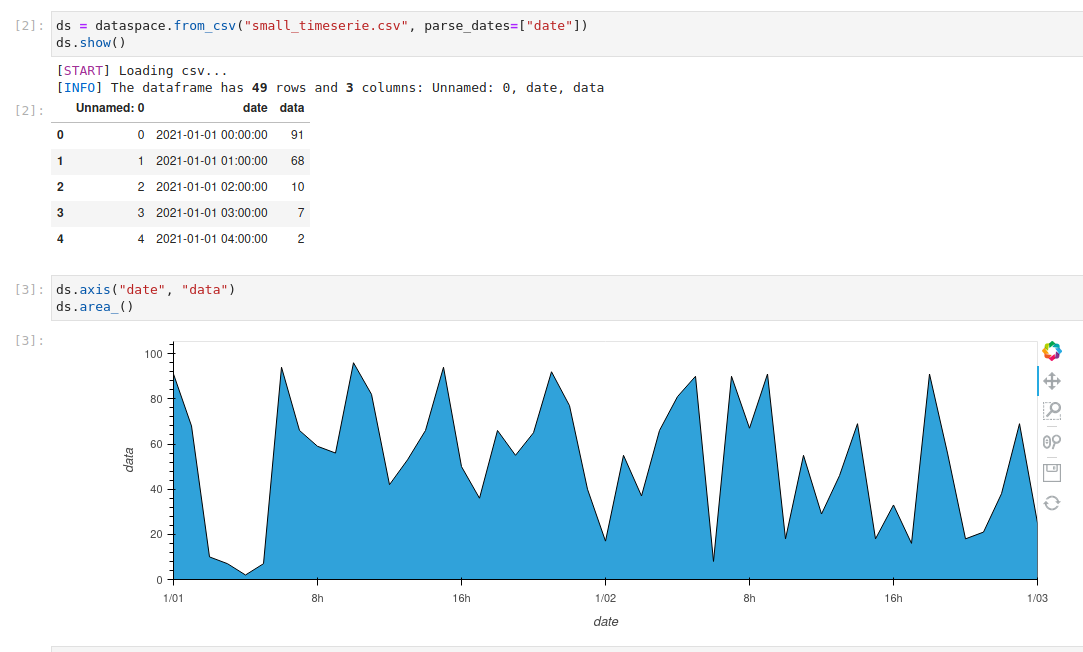 [2]: ds = dataspace.from_csv("small_timeserie.csv", parse_dates=["date"])
ds.show()
[START] Loading csv...
[INFO] The dataframe has 49 rows and 3 columns: Unnamed: 0, date, data
[2]: Unnamed: 0 date data
0 0 2021-01-01 00:00:00 91
1 1 2021-01-01 01:00:00 68
2 2 2021-01-01 02:00:00 10
3 3 2021-01-01 03:00:00 7
4 4 2021-01-01 04:00:00 2
[3]: ds.axis("date", "data")
ds.area_()
[3]:
100
80
60
data
40
20
0
1/01 8h 16h 1/02 8h 16h 1/03
date